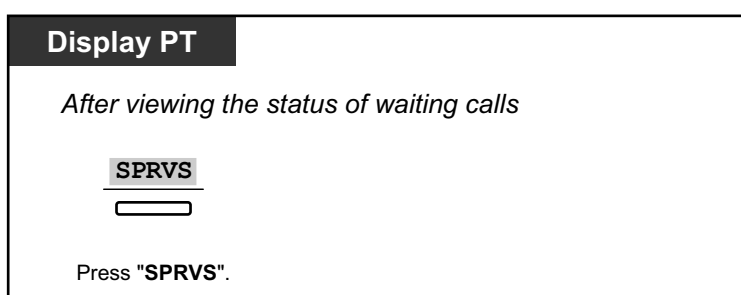 Display PT
After viewing the status of waiting calls
SPRVS
Press "SPRVS".